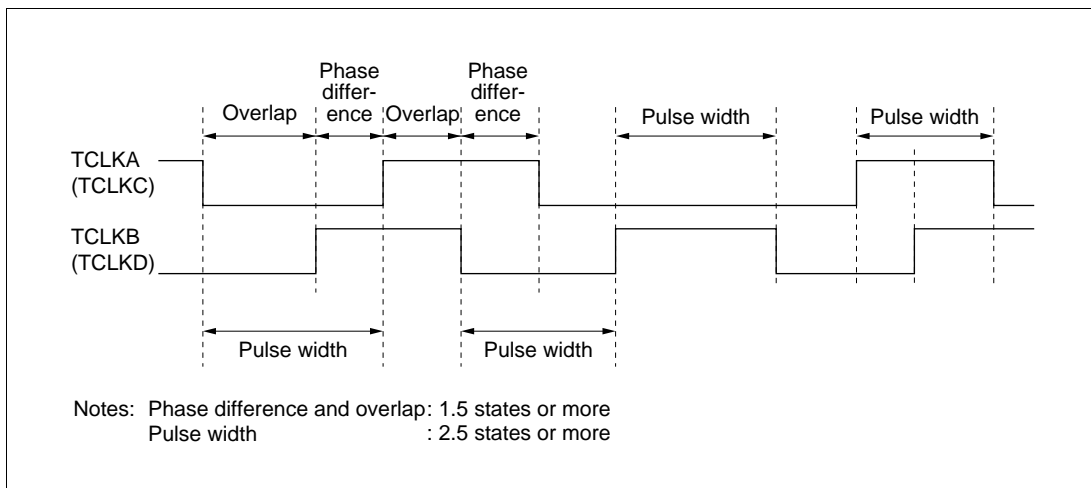 Phase
differ-
ence
Phase
differ-
ence
Overlap
Overlap
Pulse width
Pulse width
TCLKA
(TCLKC)
TCLKB
(TCLKD)
Pulse width
Pulse width
Notes: Phase difference and overlap : 1.5 states or more
Pulse width : 2.5 states or more